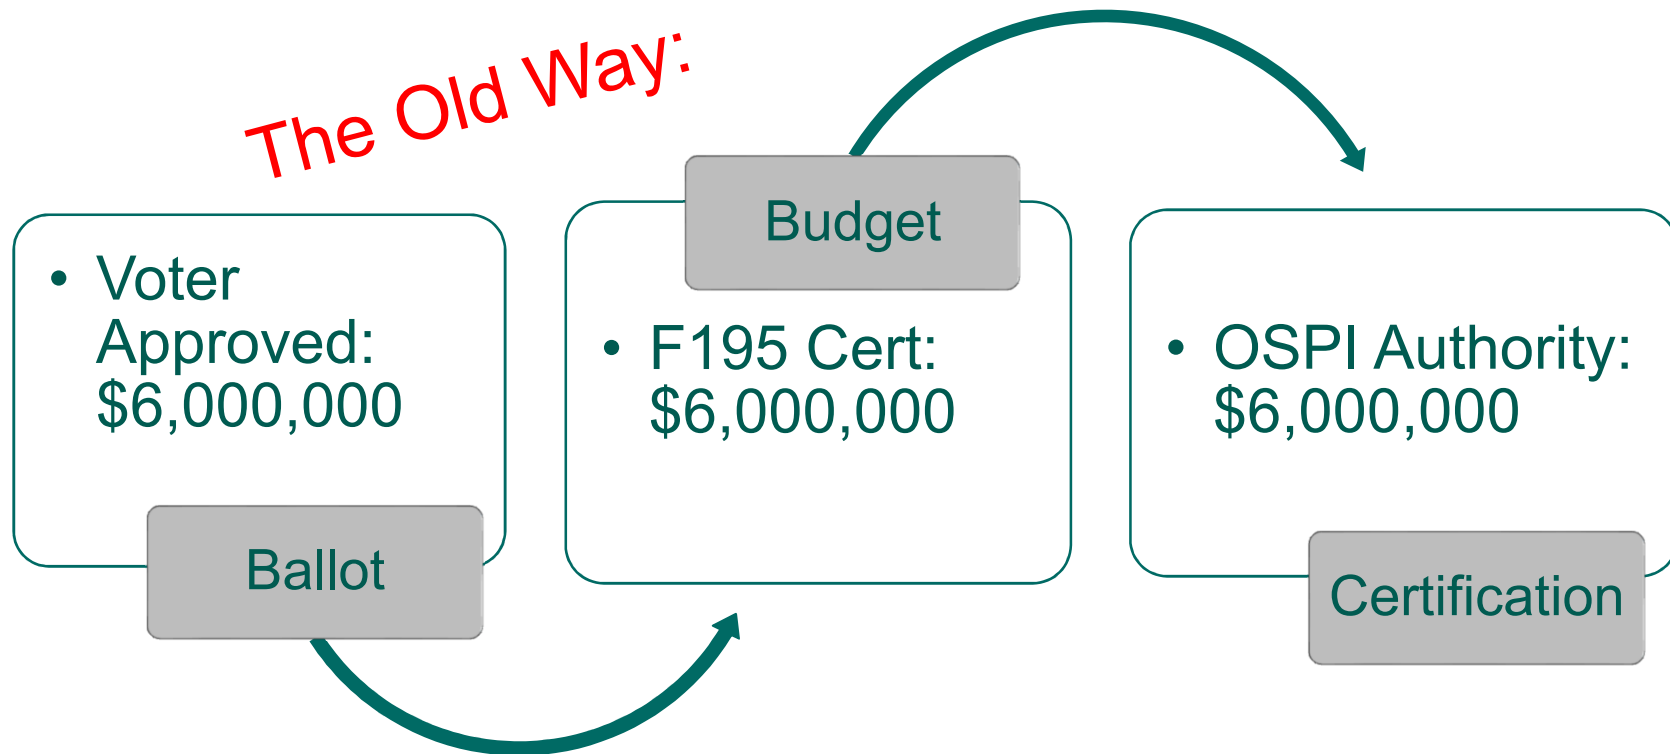 The Old Way:
• Voter
Approved:
$6,000,000
Ballot
Budget
• F195 Cert:
$6,000,000
• OSPI Authority:
$6,000,000
Certification